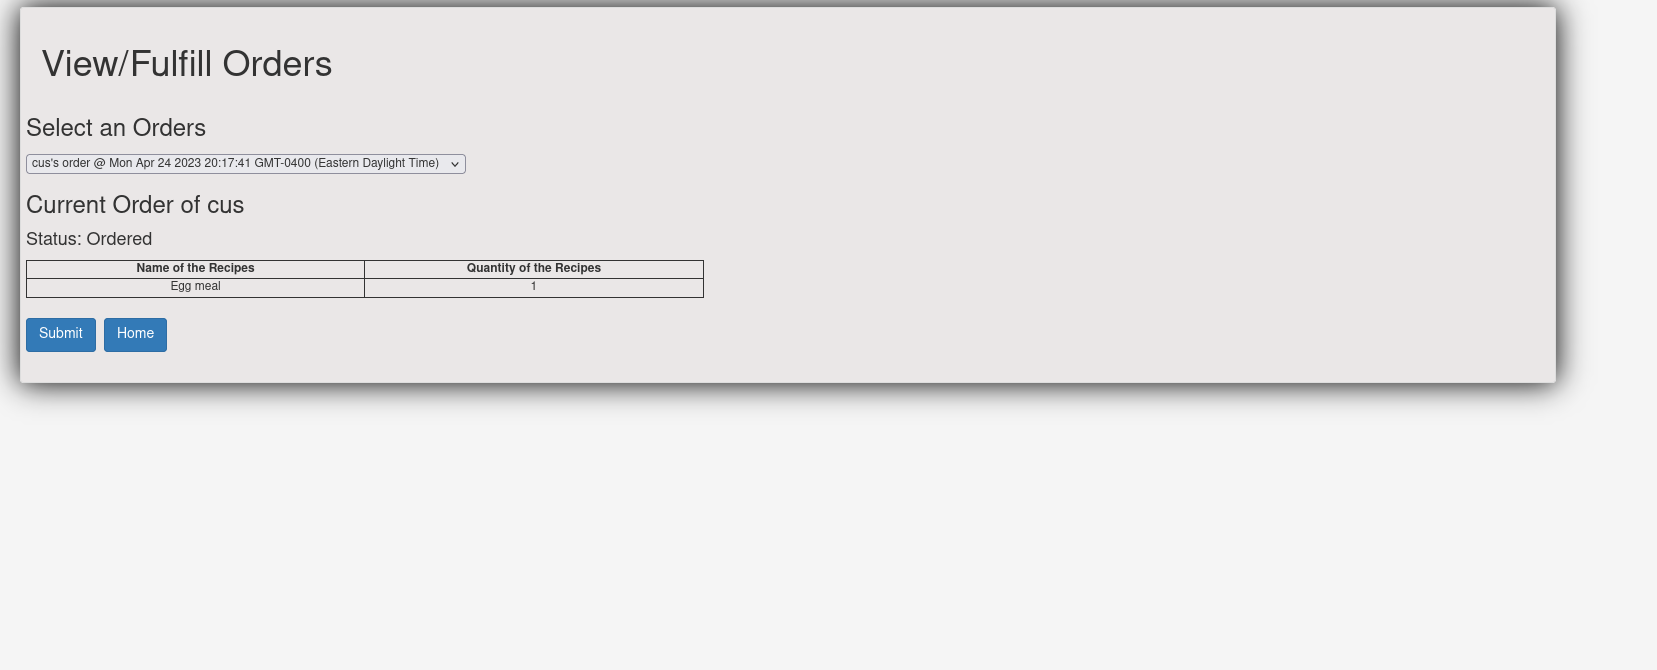 View/Fulfill Orders
Select an Orders
cus's order @ Mon Apr 24 2023 20:17:41 GMT-0400 (Eastern Daylight Time)
Current Order of cus
Status: Ordered
Name of the Recipes Quantity of the Recipes
Egg meal 1
Submit Home